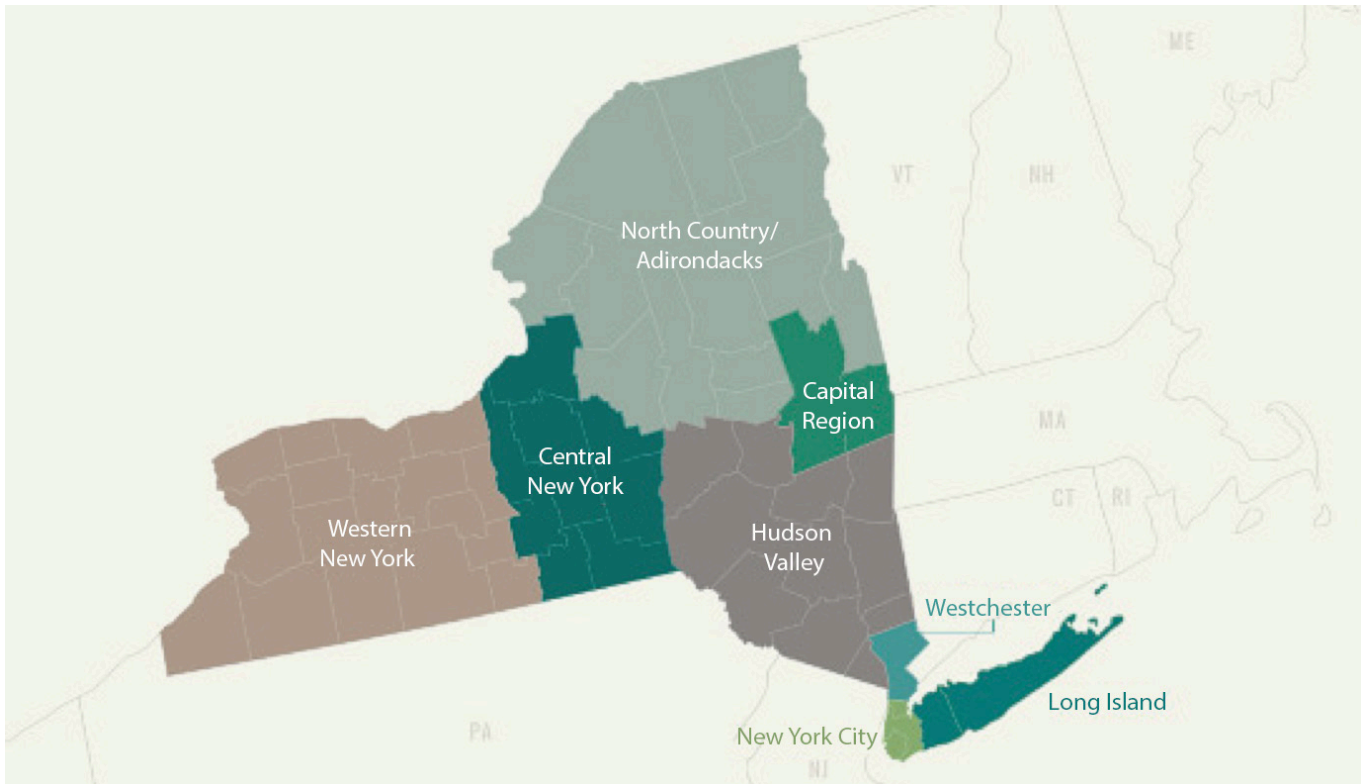 ME
VT
NH
North Country/
Adirondacks
Capital
Region
MA
Central
New York
CT
RI
Western
New York
Hudson
Valley
Westchester
Long Island
New York City
PA
NJ